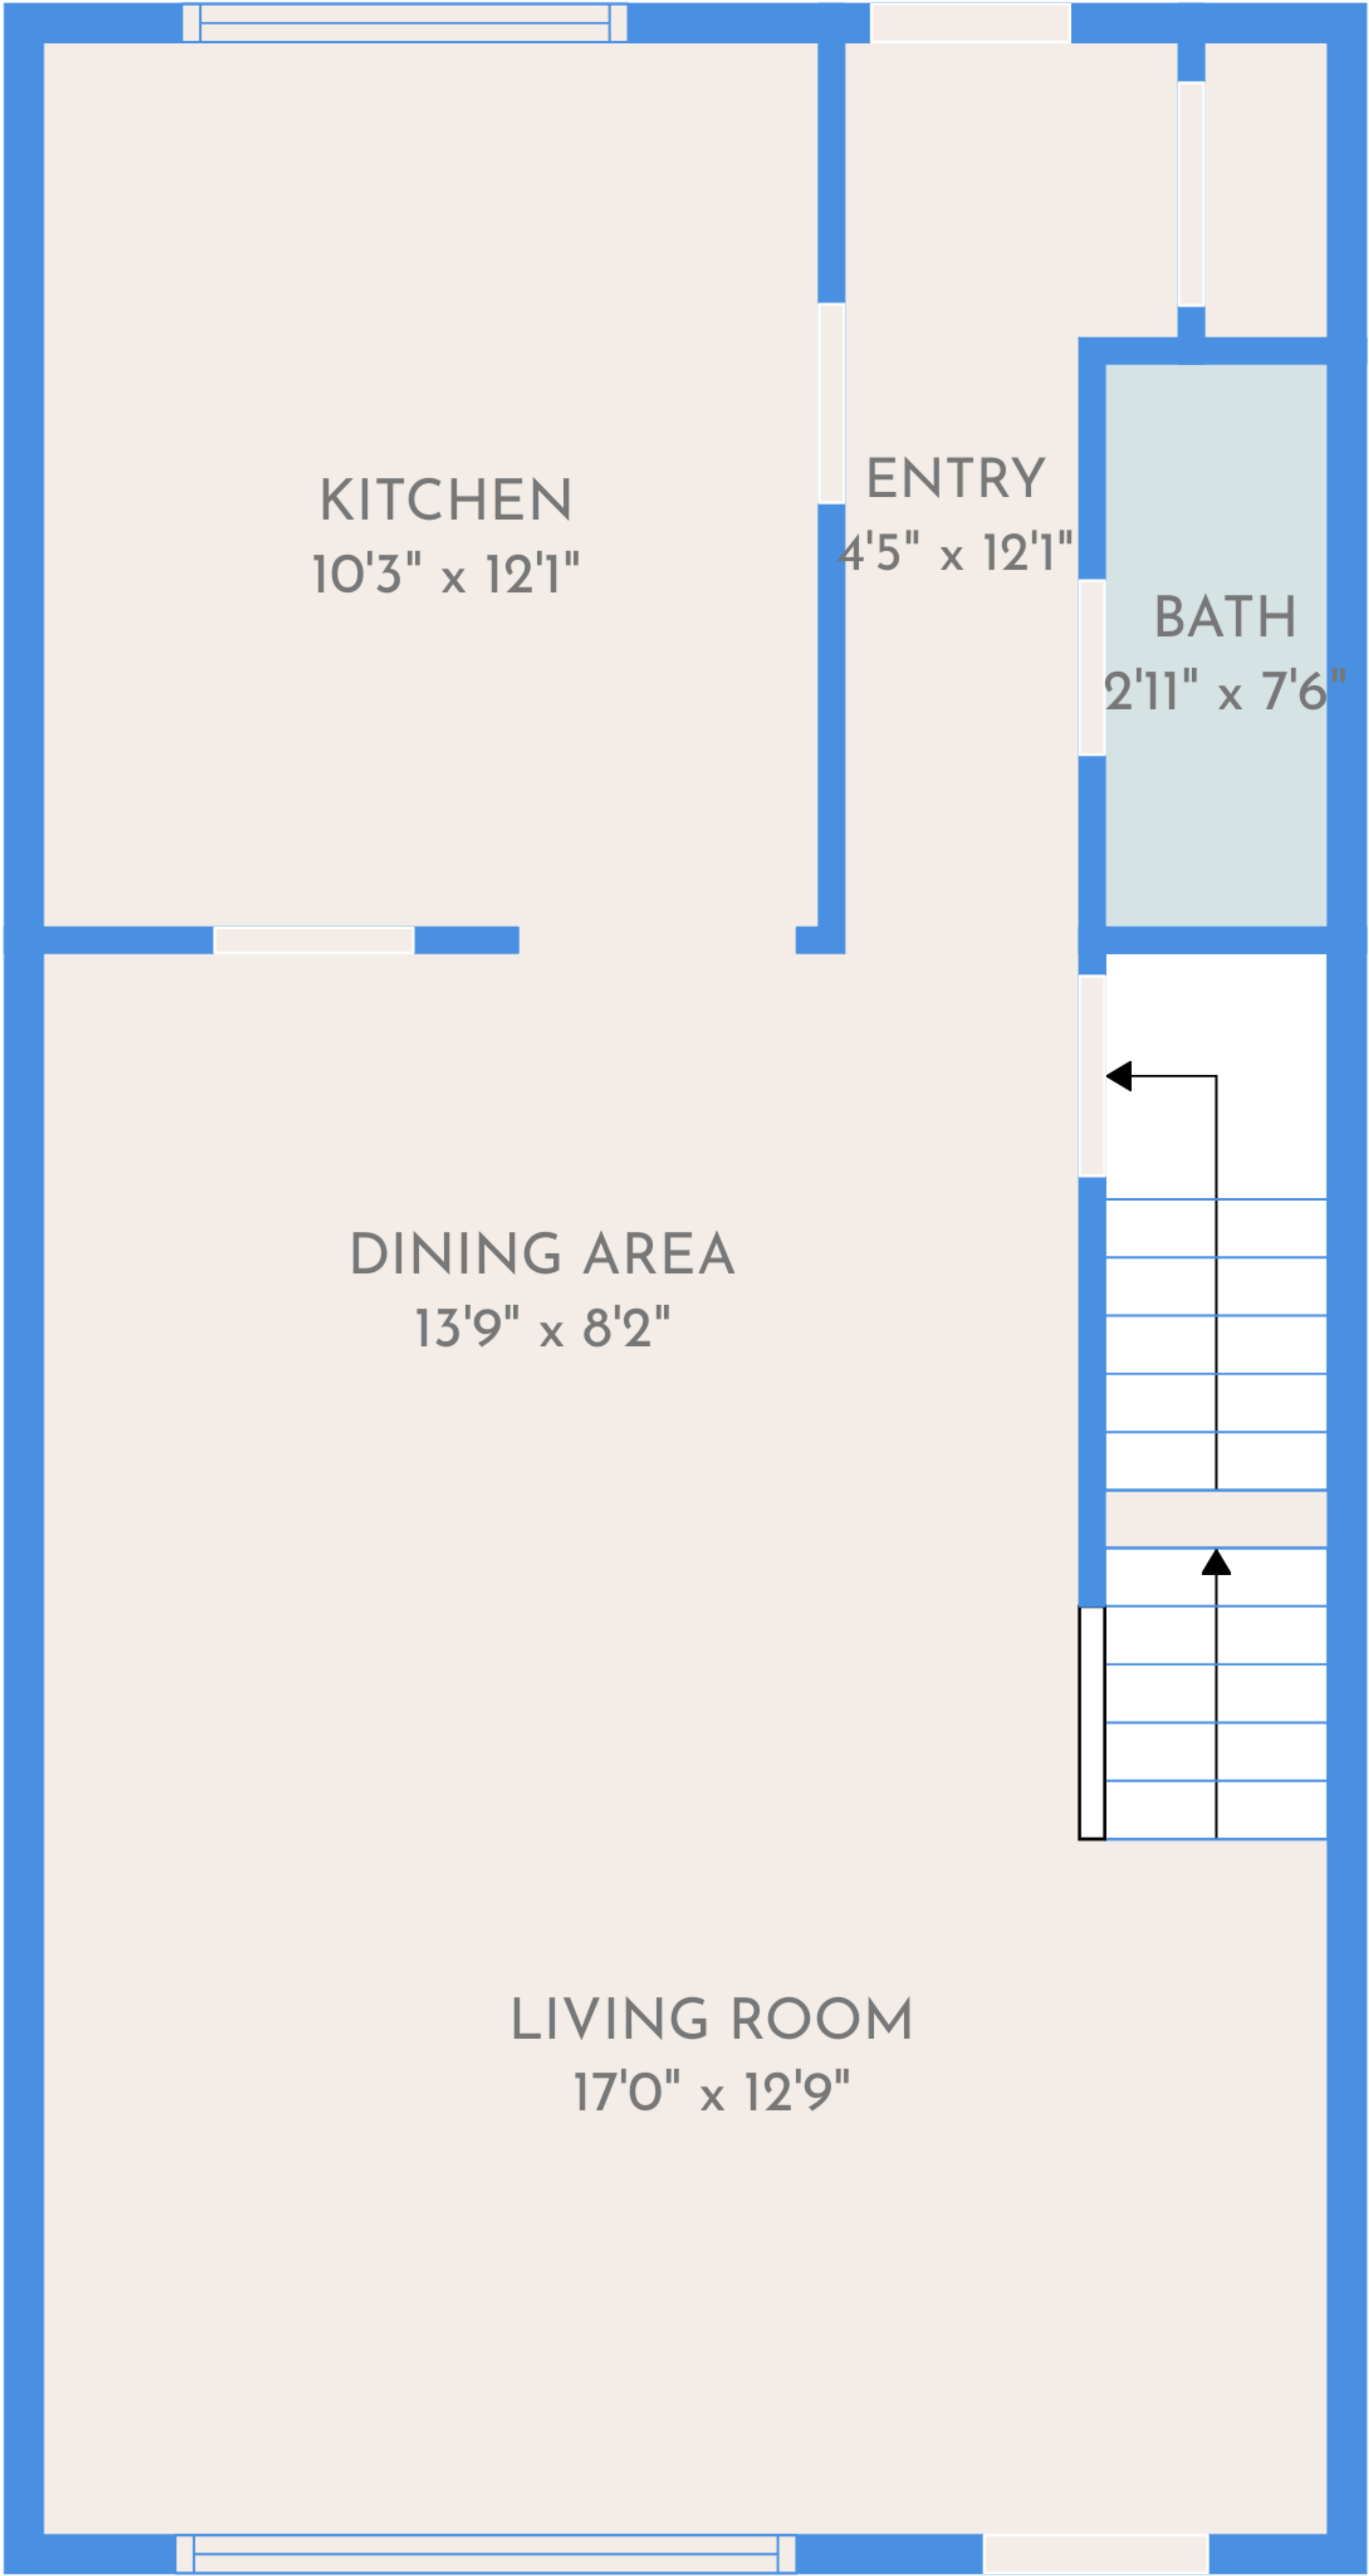 KITCHEN
10'3" x 12'1"
ENTRY
4'5" x 12'1"
BATH
2'11" x 7'6"
DINING AREA
13'9" x 8'2"
LIVING ROOM
17'0" x 12'9"